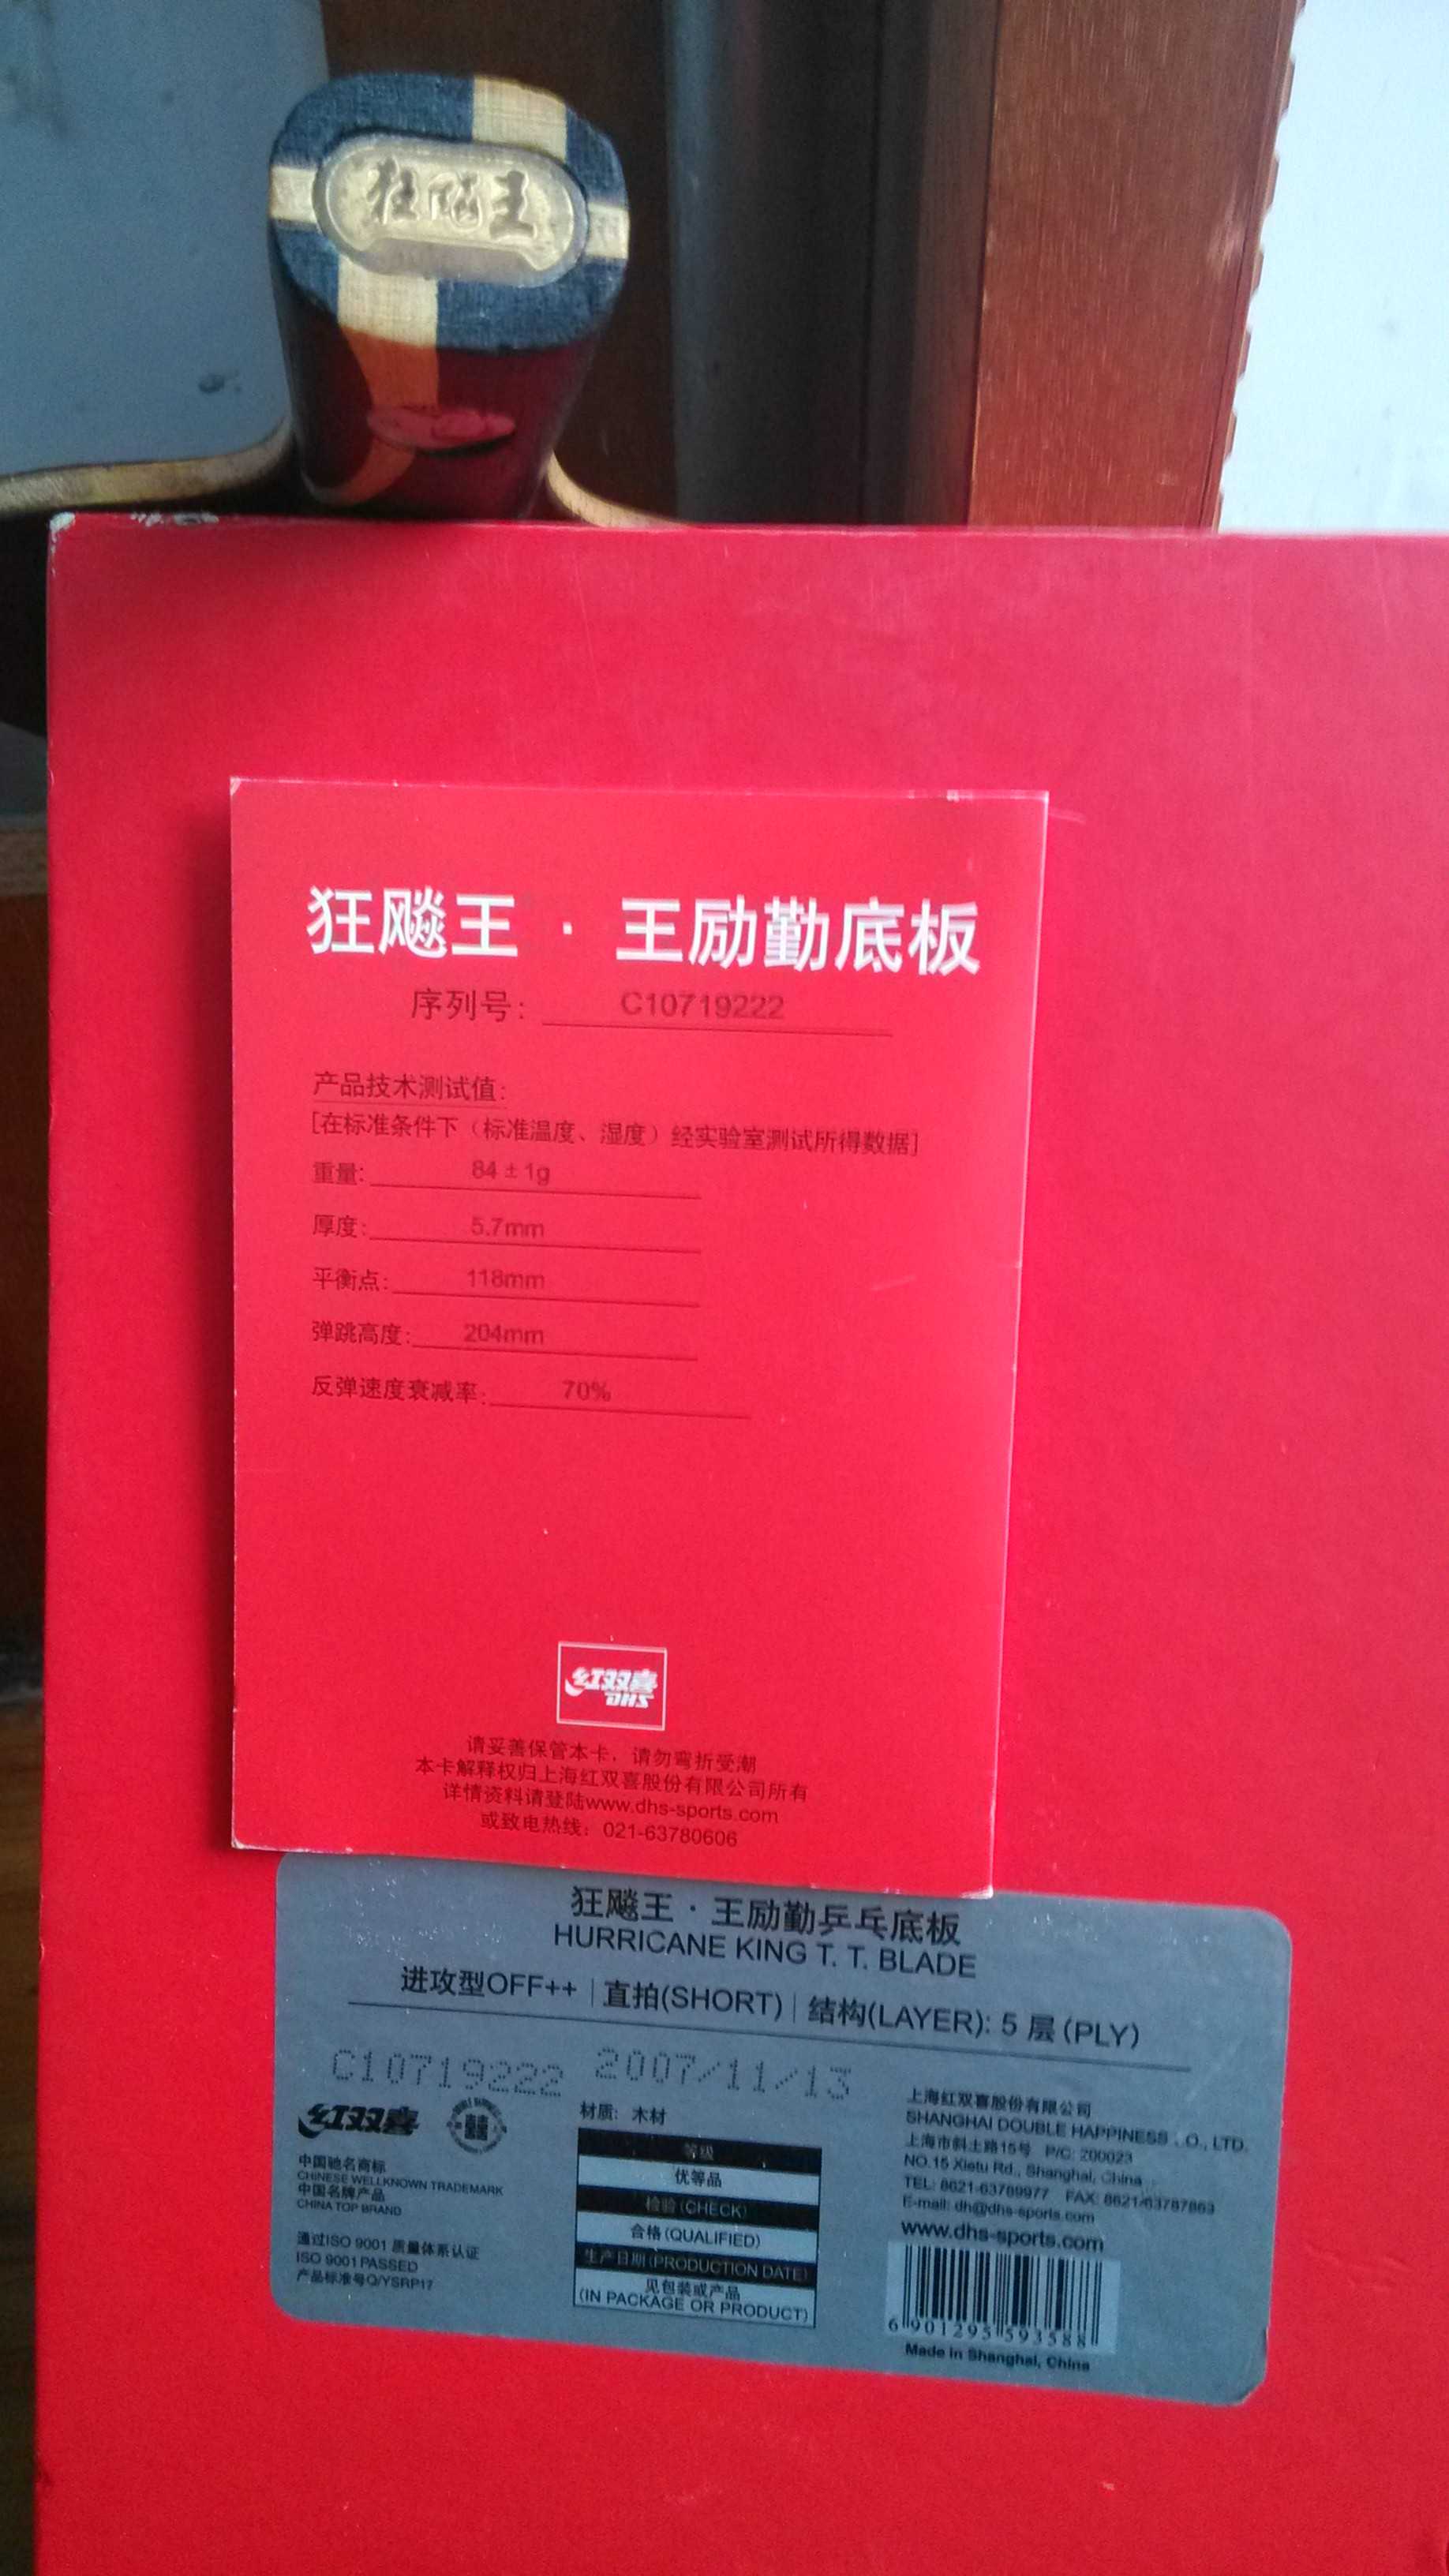 狂飚王
狂飚王 · 王励勤底板
序列号: C10719222
产品技术测试值:
[在标准条件下（标准温度、湿度）经实验室测试所得数据]
重量: 84±1g
厚度: 5.7mm
平衡点: 118mm
弹跳高度: 204mm
反弹速度衰减率: 70%
红双喜
DHS
请妥善保管本卡，请勿弯折受潮
本卡解释权归上海红双喜股份有限公司所有
详情资料请登陆www.dhs-sports.com
或致电热线：021-63780606
狂飚王 · 王励勤乒乓底板
HURRICANE KING T. T. BLADE
进攻型OFF++ | 直拍(SHORT) | 结构(LAYER): 5 层(PLY)
C10719222 2007/11/13
红双喜
中国驰名商标
CHINESE WELLKNOWN TRADEMARK
中国名牌产品
CHINA TOP BRAND
通过ISO 9001 质量体系认证
ISO 9001 PASSED
产品标准号Q/YSRP17
材质: 木材
等级
优等品
检验(CHECK)
合格(QUALIFIED)
生产日期(PRODUCTION DATE)
见包装或产品
(IN PACKAGE OR PRODUCT)
上海红双喜股份有限公司
SHANGHAI DOUBLE HAPPINESS .O., LTD.
上海市斜土路15号 P/C: 200023
NO.15 Xietu Rd., Shanghai, China
TEL: 8621-63789977 FAX: 8621-63787863
E-mail: dh@dhs-sports.com
www.dhs-sports.com
6 901295 593588
Made in Shanghai, China